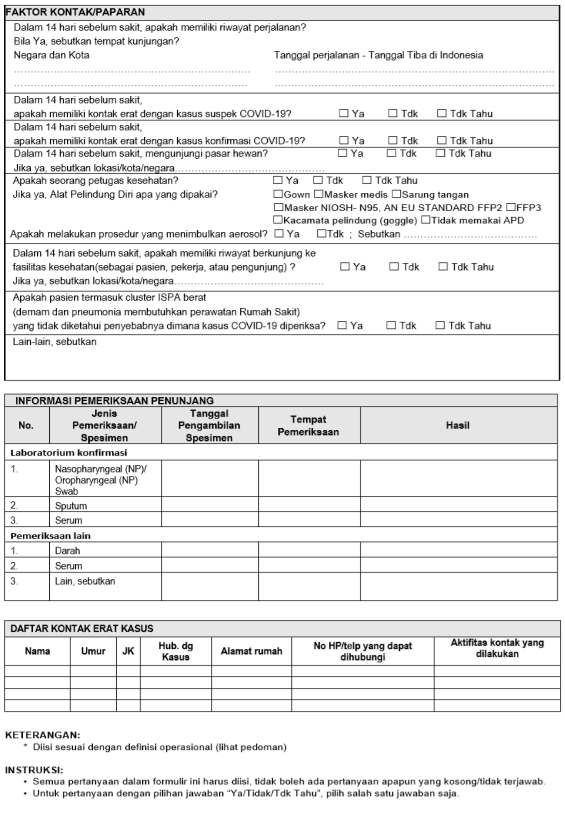 FAKTOR KONTAK/PAPARAN
Dalam 14 hari sebelum sakit, apakah memiliki riwayat perjalanan?
Bila Ya, sebutkan tempat kunjungan?
Negara dan Kota Tanggal perjalanan - Tanggal Tiba di Indonesia
Dalam 14 hari sebelum sakit,
apakah memiliki kontak erat dengan kasus suspek COVID-19? ☐ Ya ☐ Tdk ☐ Tdk Tahu
Dalam 14 hari sebelum sakit,
apakah memiliki kontak erat dengan kasus konfirmasi COVID-19? ☐ Ya ☐ Tdk ☐ Tdk Tahu
Dalam 14 hari sebelum sakit, mengunjungi pasar hewan? ☐ Ya ☐ Tdk ☐ Tdk Tahu
Jika ya, sebutkan lokasi/kota/negara……………………………………
Apakah seorang petugas kesehatan? ☐ Ya ☐ Tdk ☐ Tdk Tahu
Jika ya, Alat Pelindung Diri apa yang dipakai? ☐Gown ☐Masker medis ☐Sarung tangan
☐Masker NIOSH- N95, AN EU STANDARD FFP2 ☐FFP3
☐Kacamata pelindung (goggle) ☐Tidak memakai APD
Apakah melakukan prosedur yang menimbulkan aerosol? ☐ Ya ☐Tdk ; Sebutkan ……………………………………
Dalam 14 hari sebelum sakit, apakah memiliki riwayat berkunjung ke
fasilitas kesehatan(sebagai pasien, pekerja, atau pengunjung) ? ☐ Ya ☐ Tdk ☐ Tdk Tahu
Jika ya, sebutkan lokasi/kota/negara……………………………………
Apakah pasien termasuk cluster ISPA berat
(demam dan pneumonia membutuhkan perawatan Rumah Sakit)
yang tidak diketahui penyebabnya dimana kasus COVID-19 diperiksa? ☐ Ya ☐ Tdk ☐ Tdk Tahu
Lain-lain, sebutkan
INFORMASI PEMERIKSAAN PENUNJANG
No. Jenis Pemeriksaan/ Spesimen Tanggal Pengambilan Spesimen Tempat Pemeriksaan Hasil
Laboratorium konfirmasi
1. Nasopharyngeal (NP)/
Oropharyngeal (NP)
Swab
2. Sputum
3. Serum
Pemeriksaan lain
1. Darah
2. Serum
3. Lain, sebutkan
DAFTAR KONTAK ERAT KASUS
Nama Umur JK Hub. dg Kasus Alamat rumah No HP/telp yang dapat dihubungi Aktifitas kontak yang dilakukan
KETERANGAN:
* Diisi sesuai dengan definisi operasional (lihat pedoman)
INSTRUKSI:
• Semua pertanyaan dalam formulir ini harus diisi, tidak boleh ada pertanyaan apapun yang kosong/tidak terjawab.
• Untuk pertanyaan dengan pilihan jawaban "Ya/Tidak/Tdk Tahu", pilih salah satu jawaban saja.